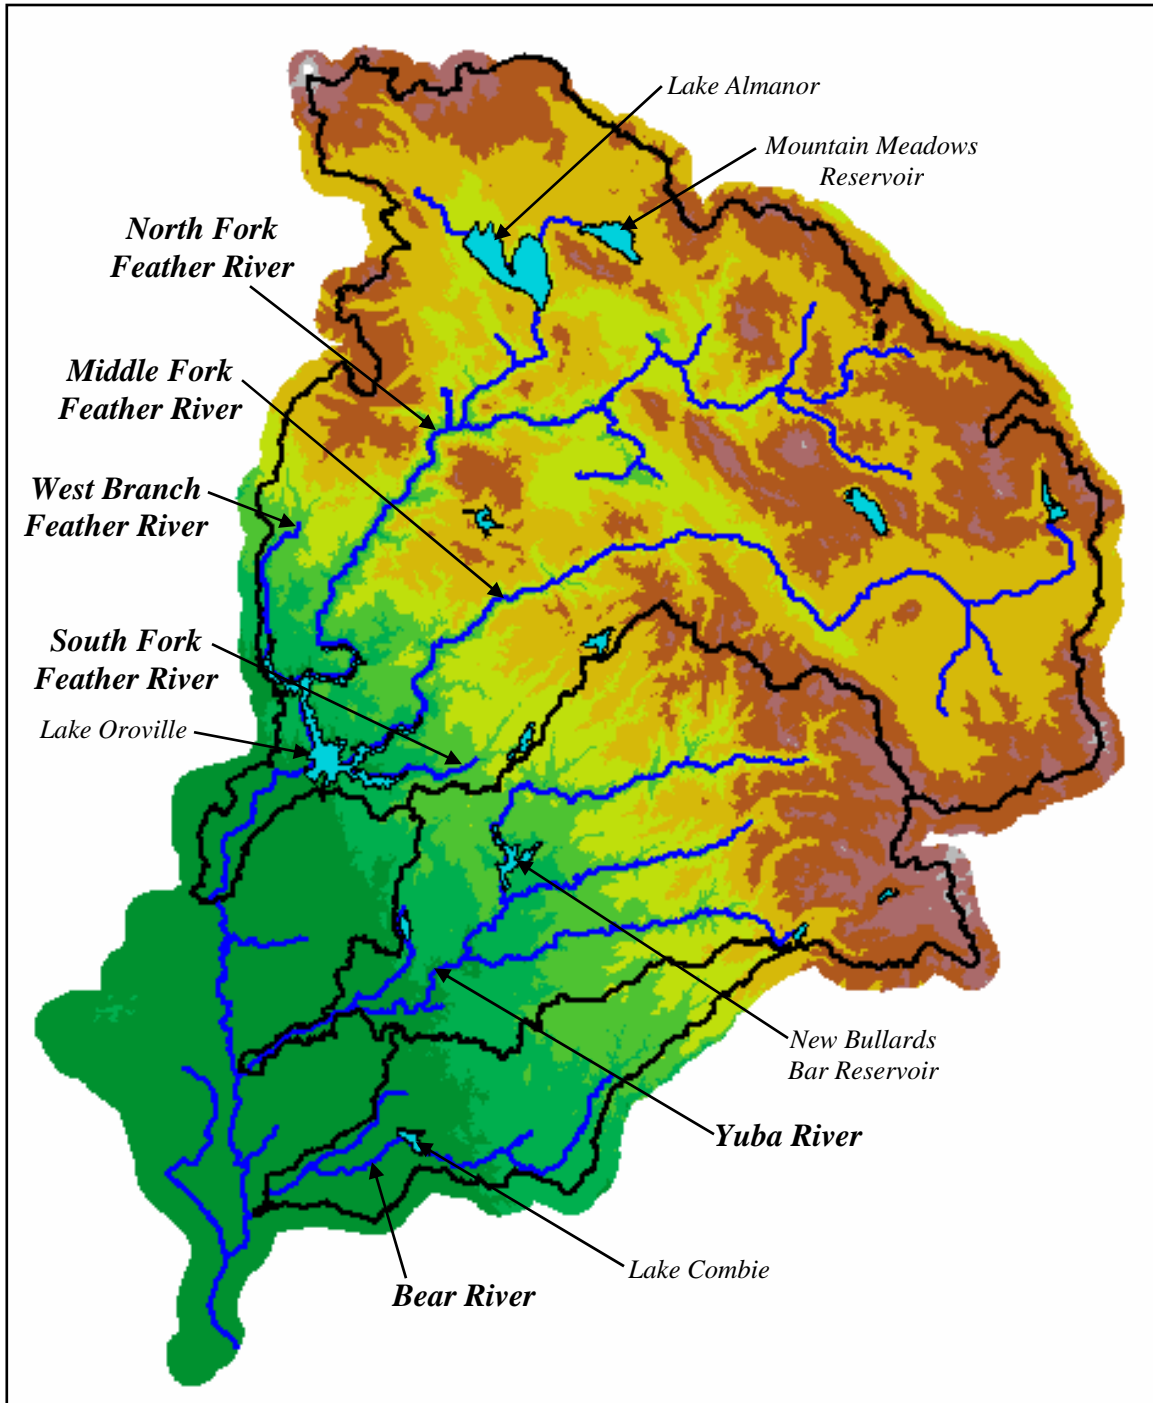 Lake Almanor
Mountain Meadows
Reservoir
North Fork
Feather River
Middle Fork
Feather River
West Branch
Feather River
South Fork
Feather River
Lake Oroville
New Bullards
Bar Reservoir
Yuba River
Lake Combie
Bear River